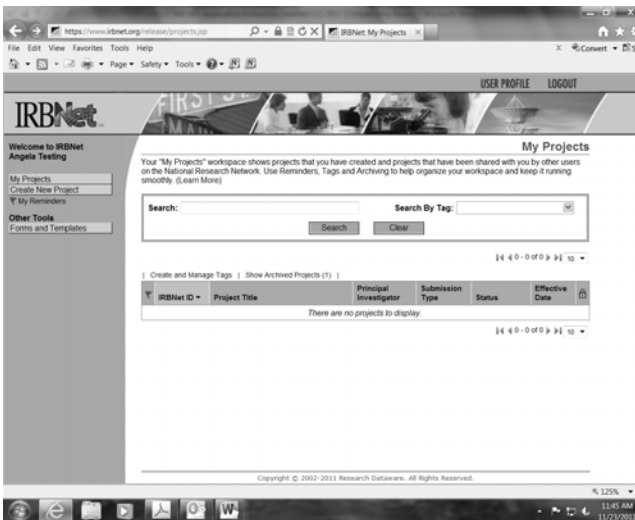 https://www.irbnet.org/release/projects.jsp
IRBNet: My Projects
File Edit View Favorites Tools Help
Convert
Page Safety Tools
USER PROFILE LOGOUT
IRBNet
FIRST
MAIN
Welcome to IRBNet
Angela Testing
My Projects
Create New Project
My Reminders
Other Tools
Forms and Templates
My Projects
Your "My Projects" workspace shows projects that you have created and projects that have been shared with you by other users
on the National Research Network. Use Reminders, Tags and Archiving to help organize your workspace and keep it running
smoothly. (Learn More)
Search: Search By Tag:
Search Clear
0 - 0 of 0 10
| Create and Manage Tags | Show Archived Projects (1) |
IRBNet ID Project Title Principal Investigator Submission Type Status Effective Date
There are no projects to display.
0 - 0 of 0 10
Copyright © 2002-2011 Research Dataware. All Rights Reserved.
125%
11:45 AM
11/23/2011